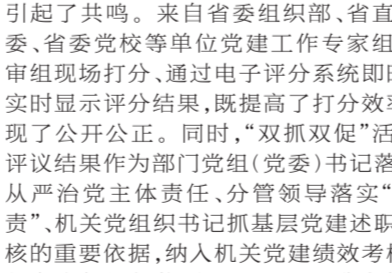 引起了共鸣。来自省委组织部、省直
委、省委党校等单位党建工作专家组
审组现场打分、通过电子评分系统即时
实时显示评分结果,既提高了打分效率
现了公开公正。同时,“双抓双促”活
评议结果作为部门党组(党委)书记落
从严治党主体责任、分管领导落实“
责”、机关党组织书记抓基层党建述职
核的重要依据,纳入机关党建绩效考核